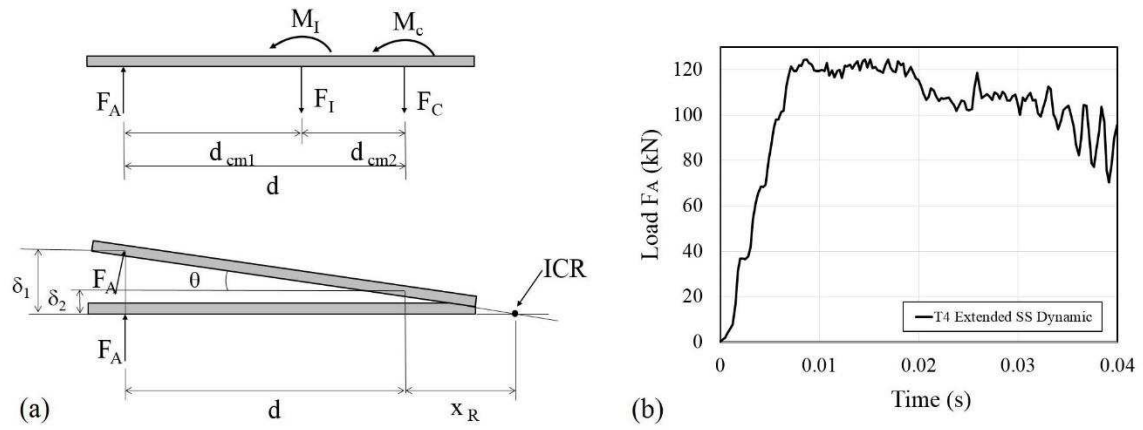 M_I
M_c
F_A
F_I
F_C
d_cm1
d_cm2
d
ICR
θ
δ_1
δ_2
F_A
F_A
d
x_R
(a)
Load F_A (kN)
120
100
80
60
40
20
0
T4 Extended SS Dynamic
0
0.01
0.02
0.03
0.04
Time (s)
(b)